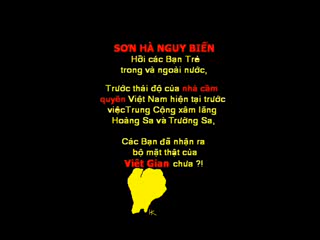 SƠN HÀ NGUY BIẾN
Hỡi các Bạn Trẻ
trong và ngoài nước,
Trước thái độ của nhà cầm
quyền Việt Nam hiện tại trước
việcTrung Cộng xâm lăng
Hoàng Sa và Trường Sa,
Các Bạn đã nhận ra
bộ mặt thật của
Việt Gian chưa ?!